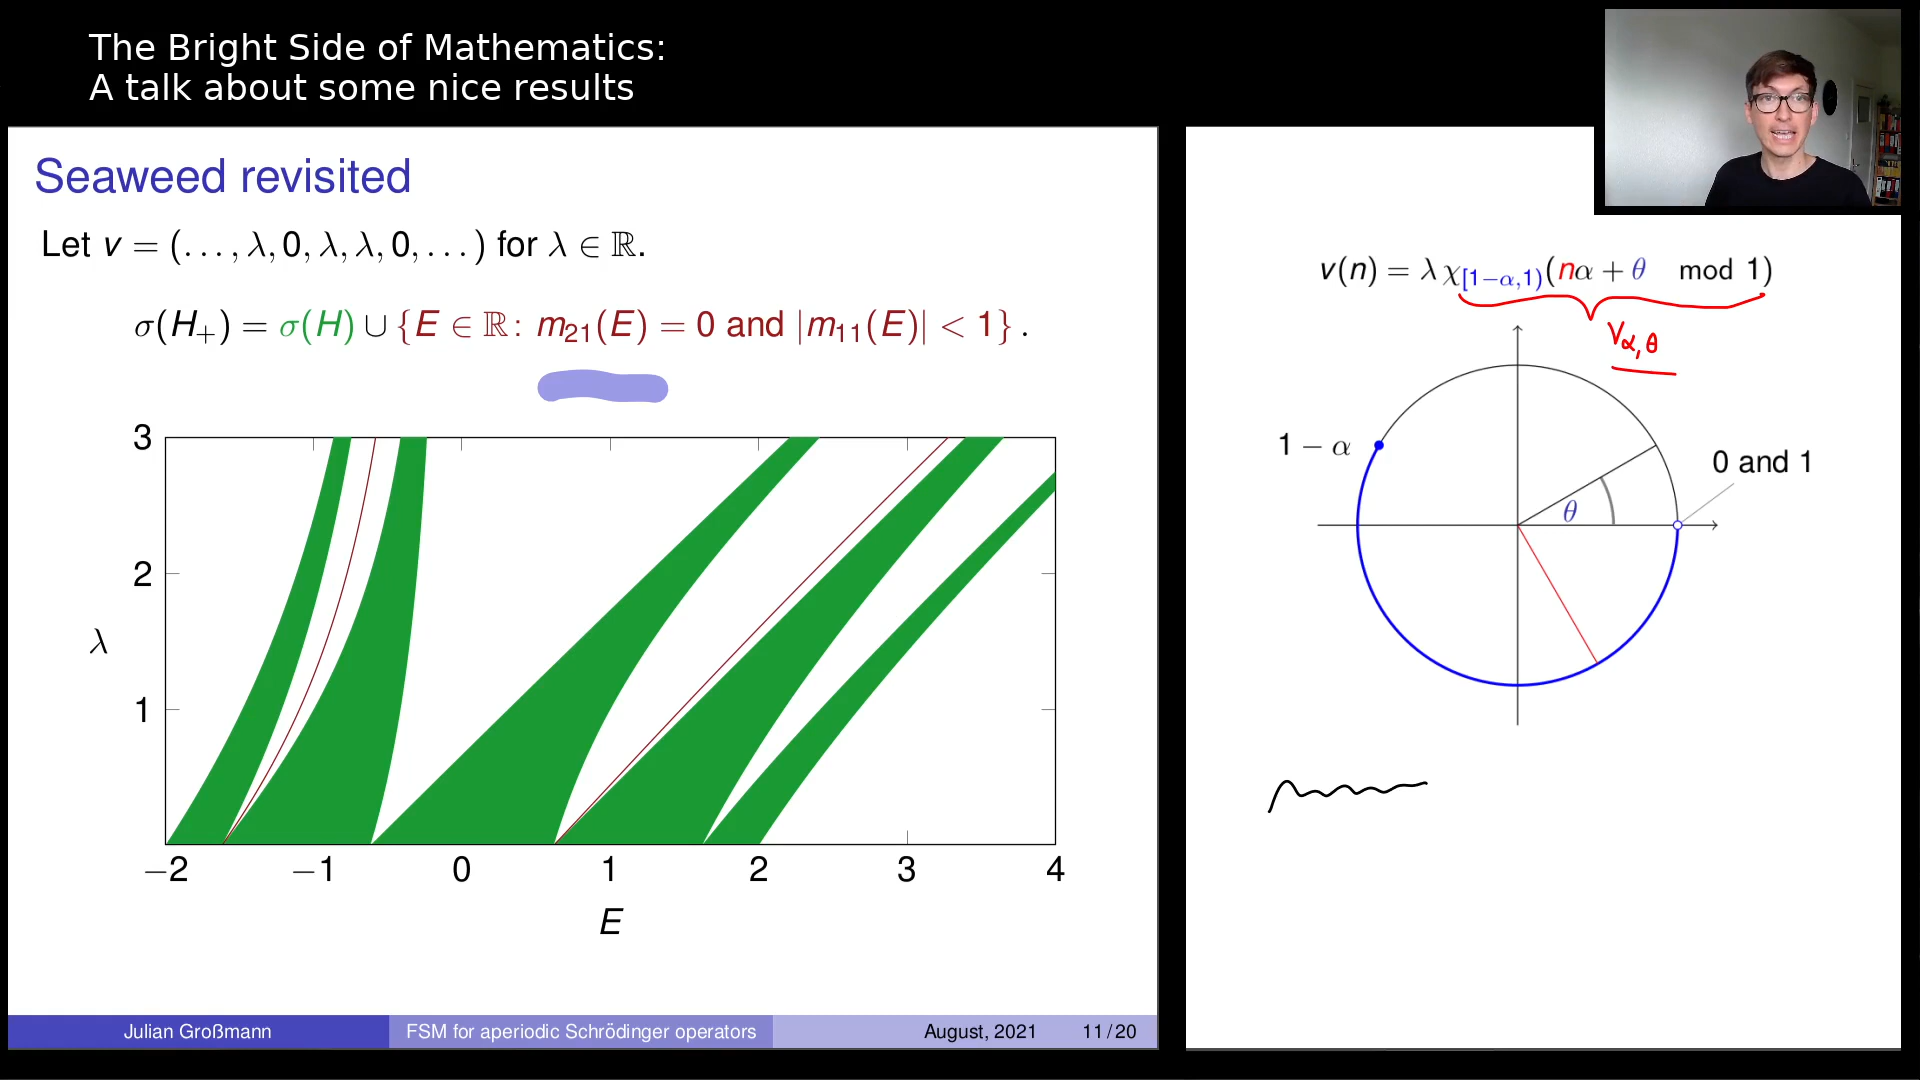 The Bright Side of Mathematics:
A talk about some nice results
Seaweed revisited
Let v = (…, λ, 0, λ, λ, 0, …) for λ ∈ ℝ.
σ(H₊) = σ(H) ∪ {E ∈ ℝ: m₂₁(E) = 0 and |m₁₁(E)| < 1} .
3
2
λ
1
−2 −1 0 1 2 3 4
E
Julian Großmann FSM for aperiodic Schrödinger operators August, 2021 11/20
v(n) = λ χ_[1−α,1)(nα + θ mod 1)
V_α,θ
1 − α
0 and 1
θ